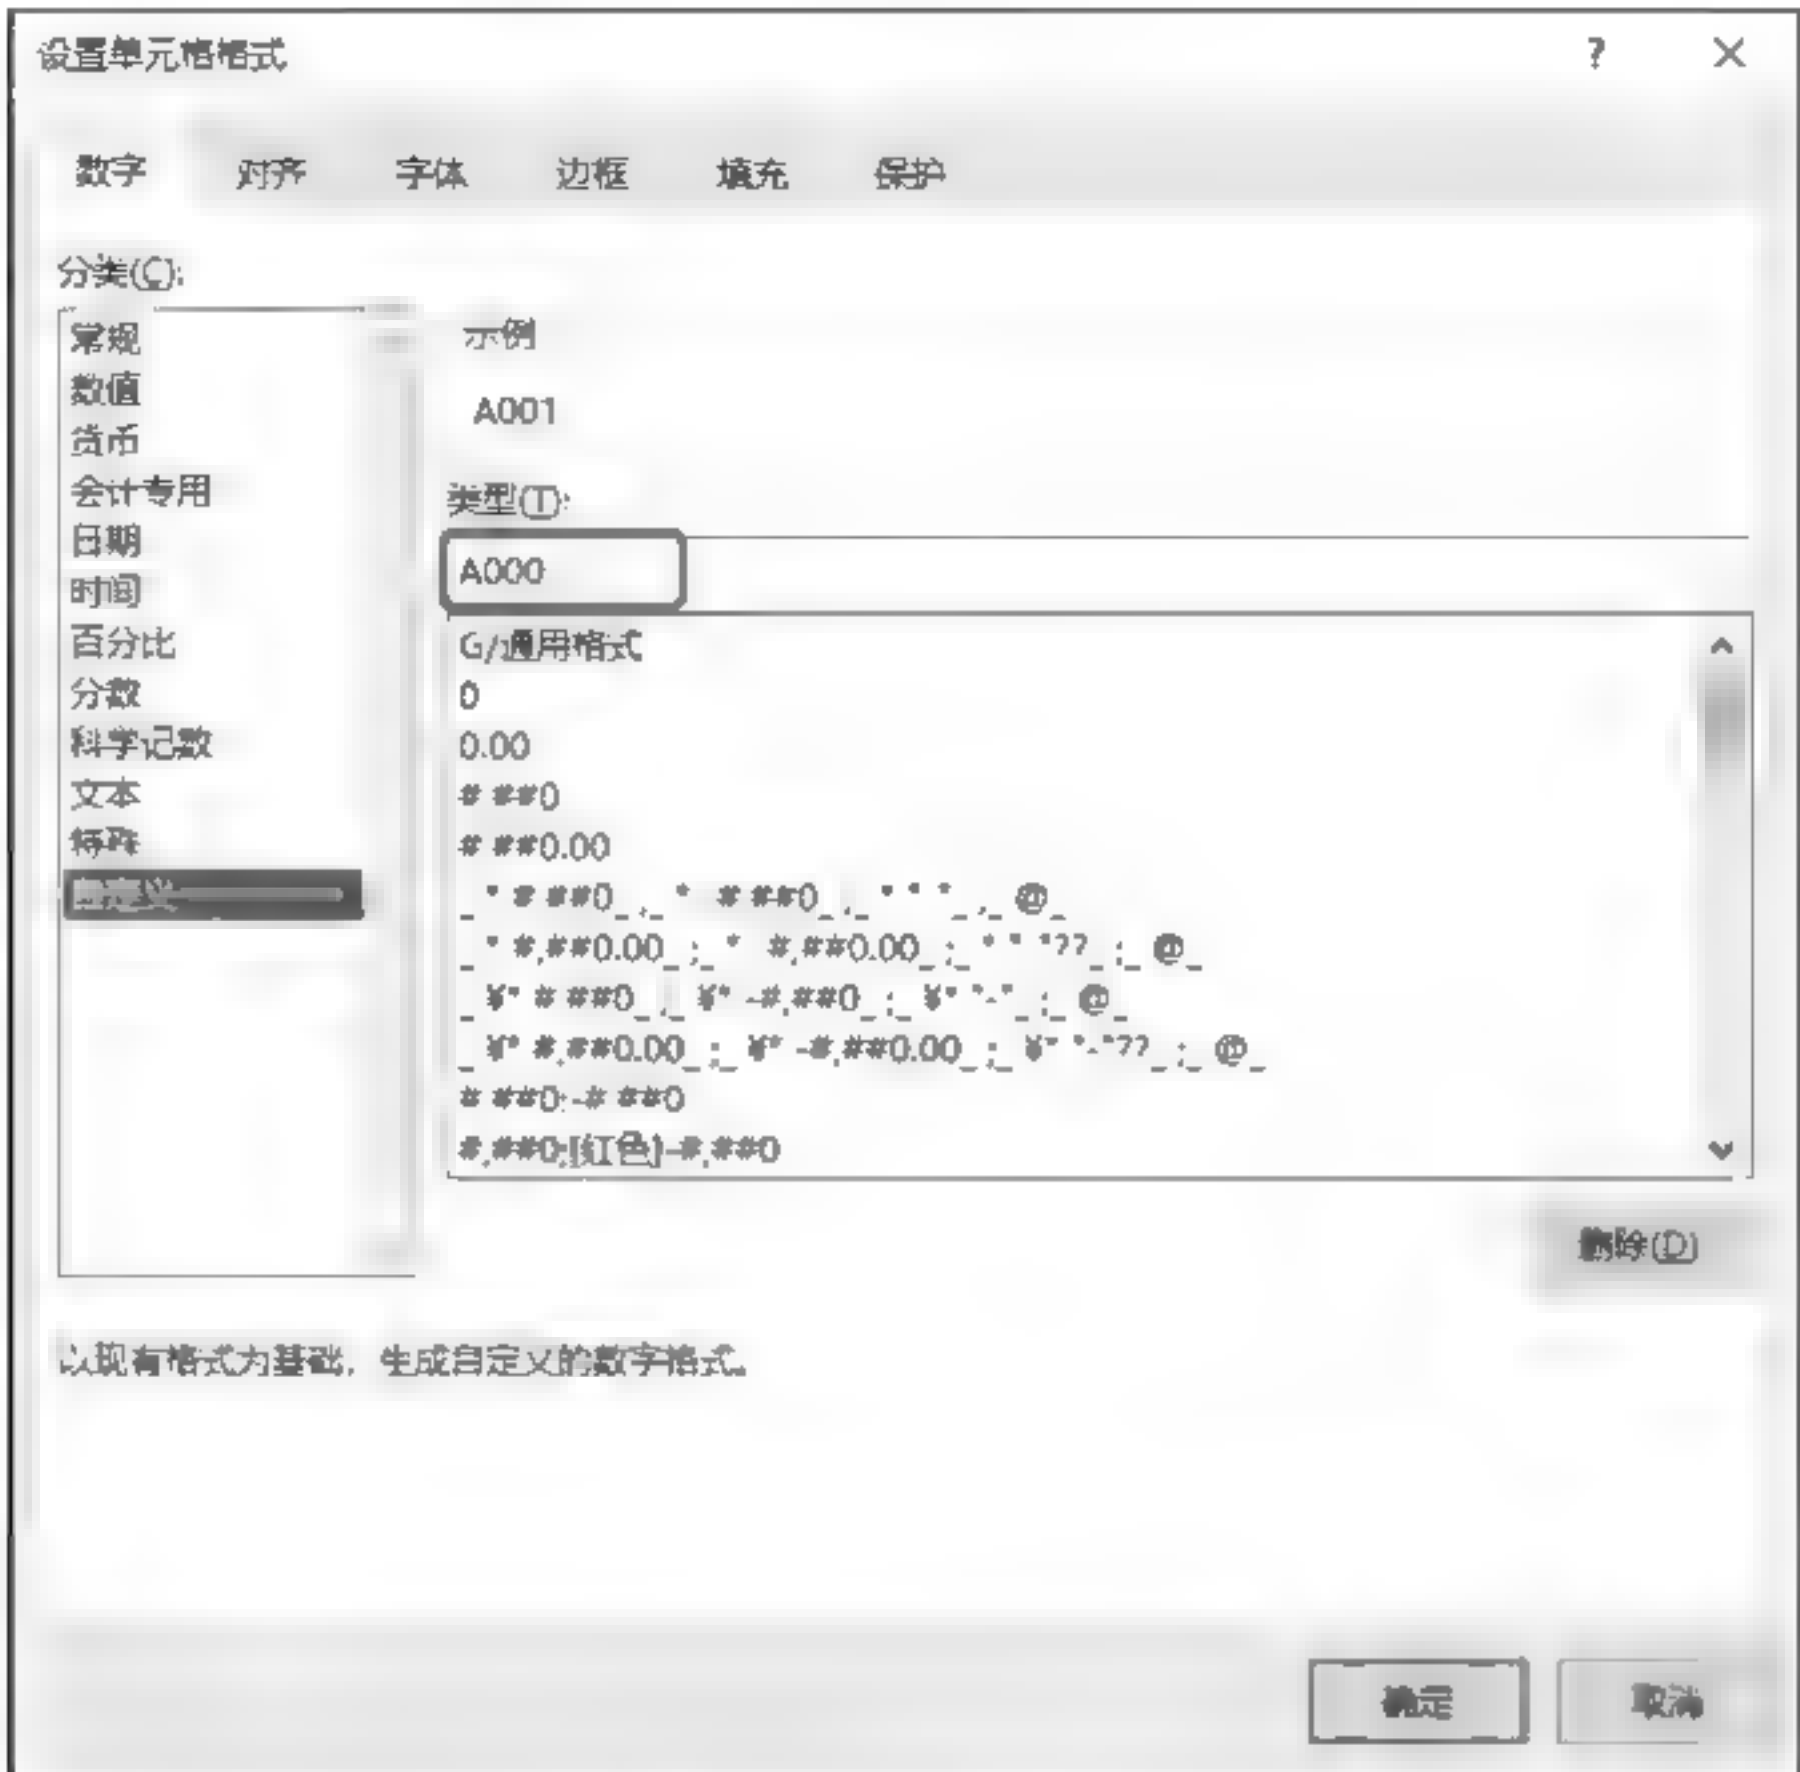 设置单元格格式
数字 对齐 字体 边框 填充 保护
分类(C):
常规
数值
货币
会计专用
日期
时间
百分比
分数
科学记数
文本
特殊
自定义
示例
A001
类型(T):
A000
G/通用格式
0
0.00
# ##0
# ##0.00
#,##0;[红色]-#,##0
删除(D)
以现有格式为基础，生成自定义的数字格式。
确定 取消